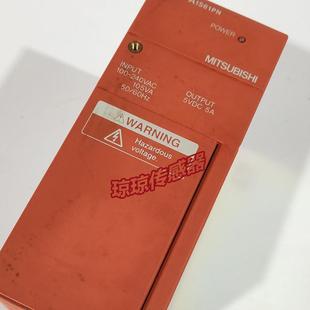 A1S61PN
POWER
MITSUBISHI
INPUT
100-240VAC
105VA
50/60Hz
OUTPUT
5VDC 5A
WARNING
Hazardous
voltage.
琼琼传感器